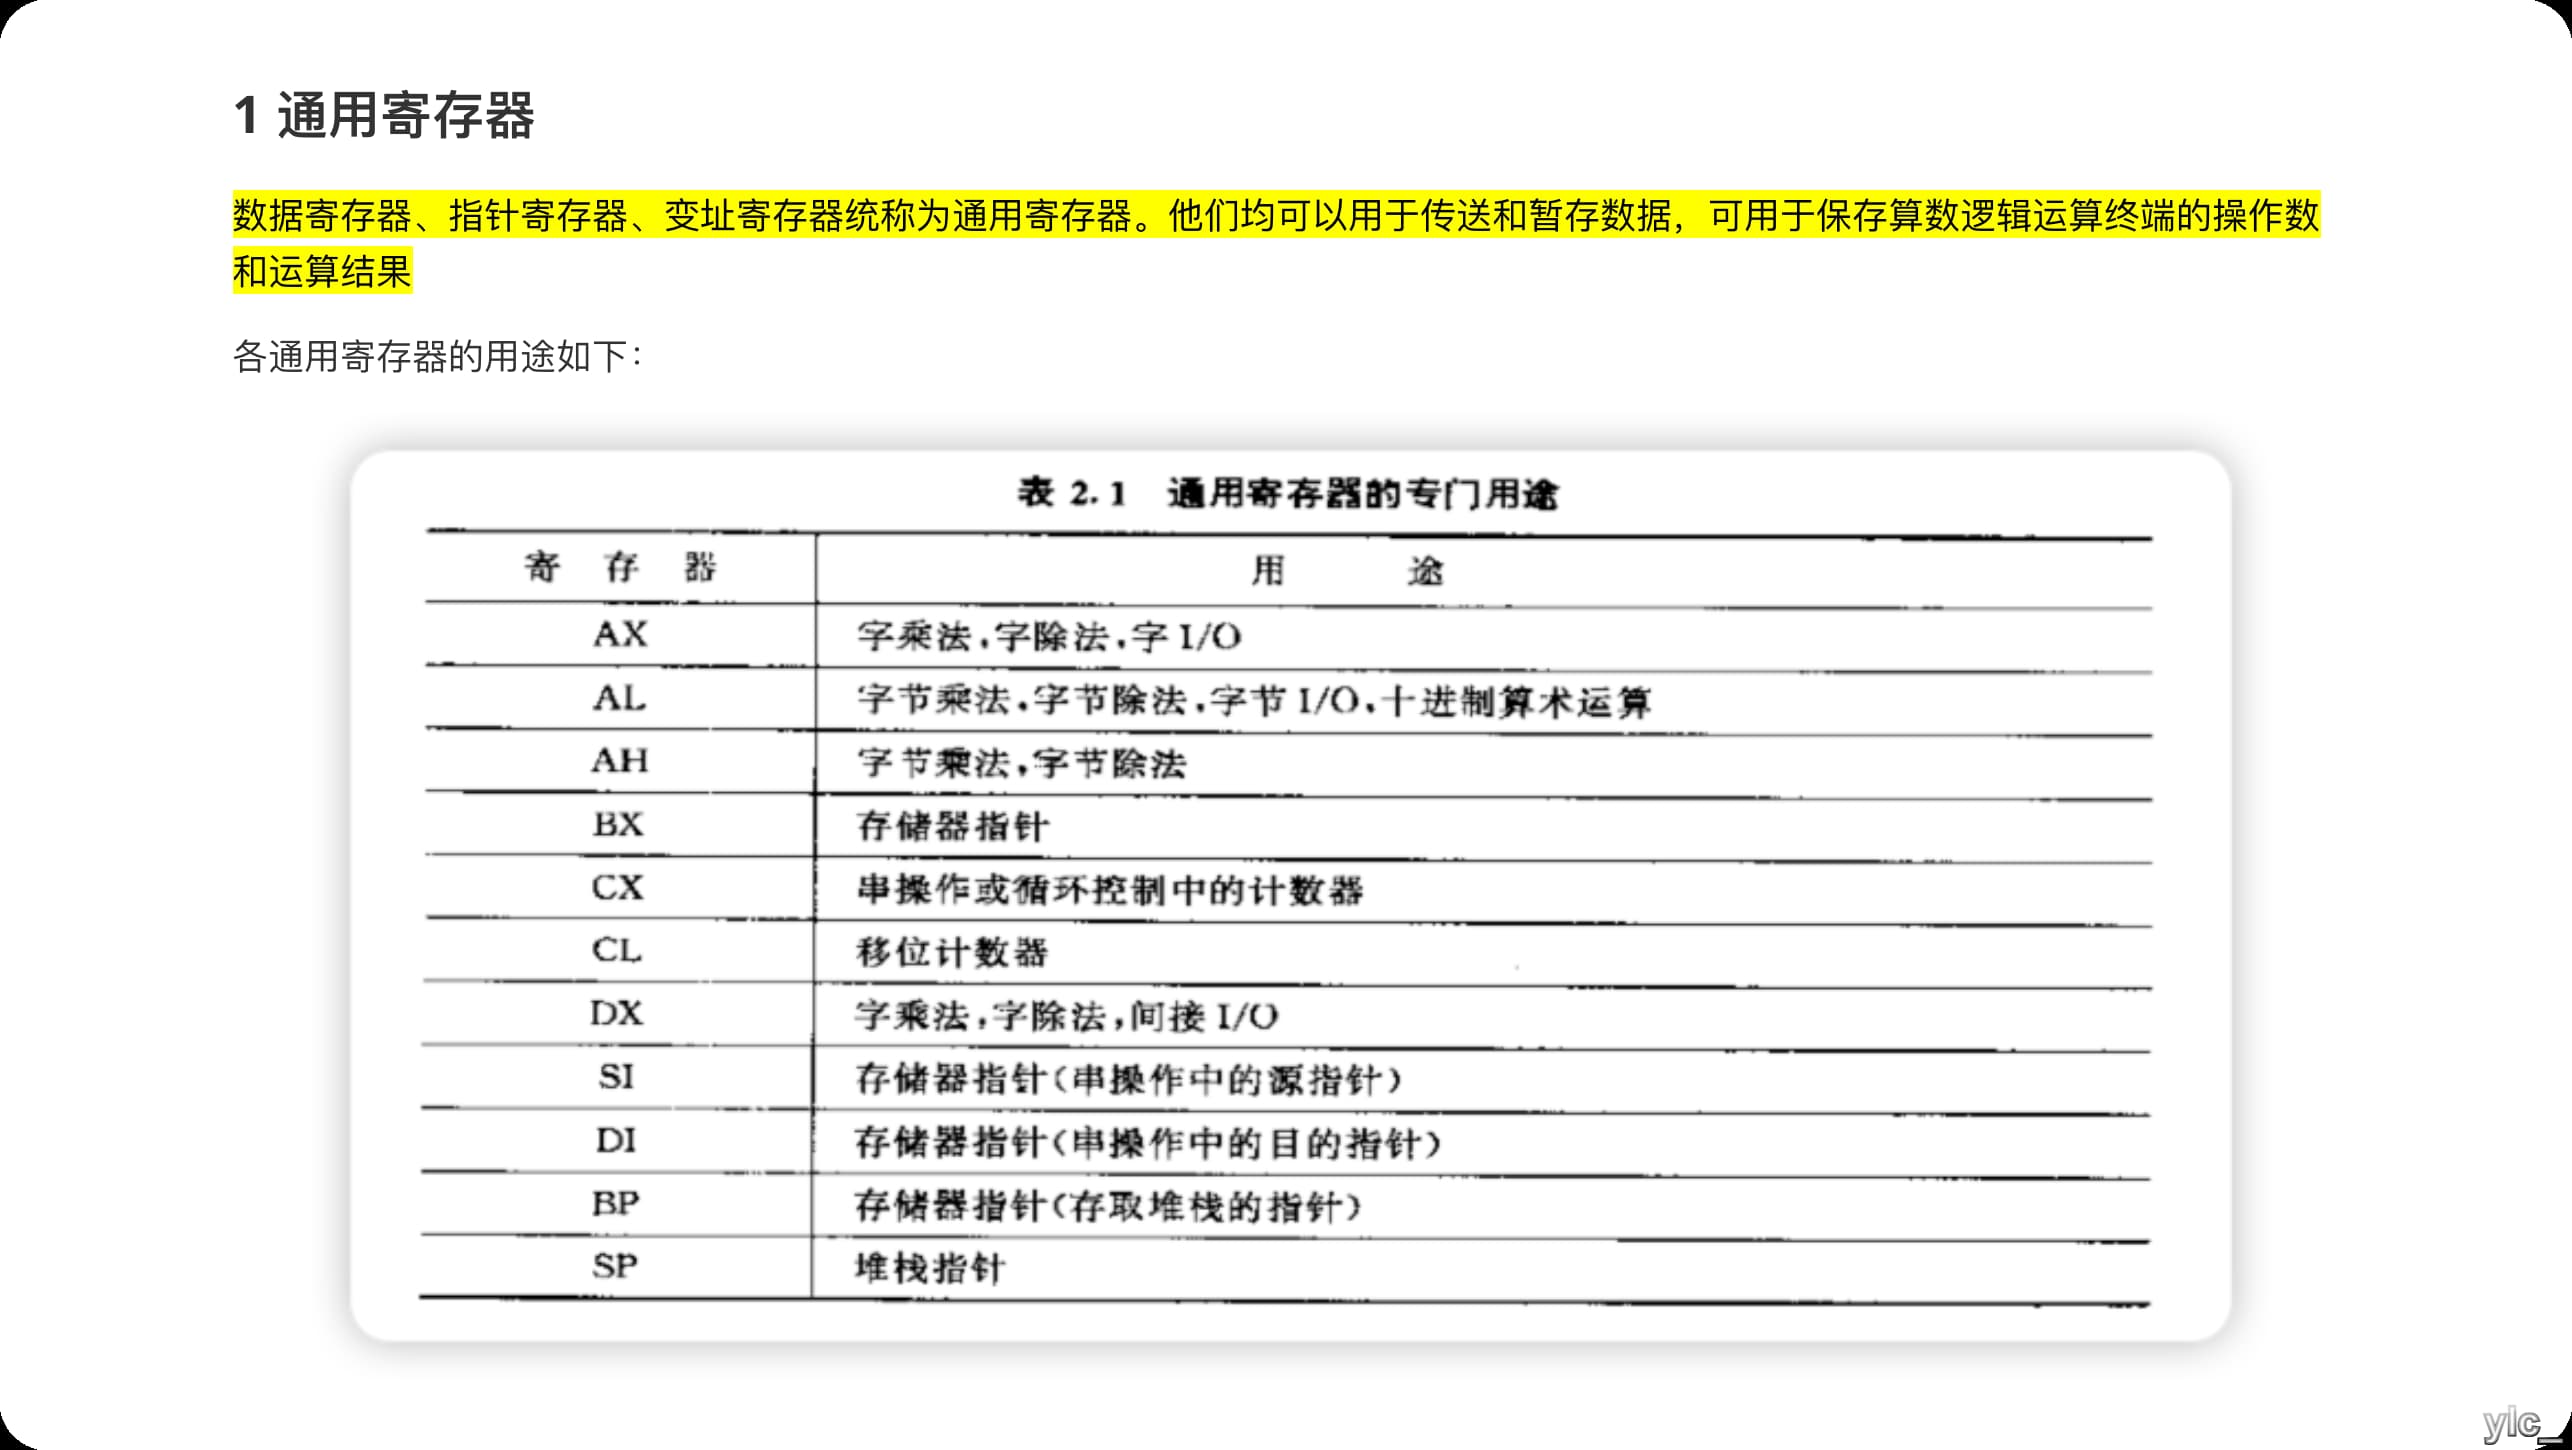 1 通用寄存器
数据寄存器、指针寄存器、变址寄存器统称为通用寄存器。他们均可以用于传送和暂存数据，可用于保存算数逻辑运算终端的操作数
和运算结果
各通用寄存器的用途如下：
表 2.1 通用寄存器的专门用途
寄存器 用途
AX 字乘法,字除法,字 I/O
AL 字节乘法,字节除法,字节 I/O,十进制算术运算
AH 字节乘法,字节除法
BX 存储器指针
CX 串操作或循环控制中的计数器
CL 移位计数器
DX 字乘法,字除法,间接 I/O
SI 存储器指针(串操作中的源指针)
DI 存储器指针(串操作中的目的指针)
BP 存储器指针(存取堆栈的指针)
SP 堆栈指针
ylc_